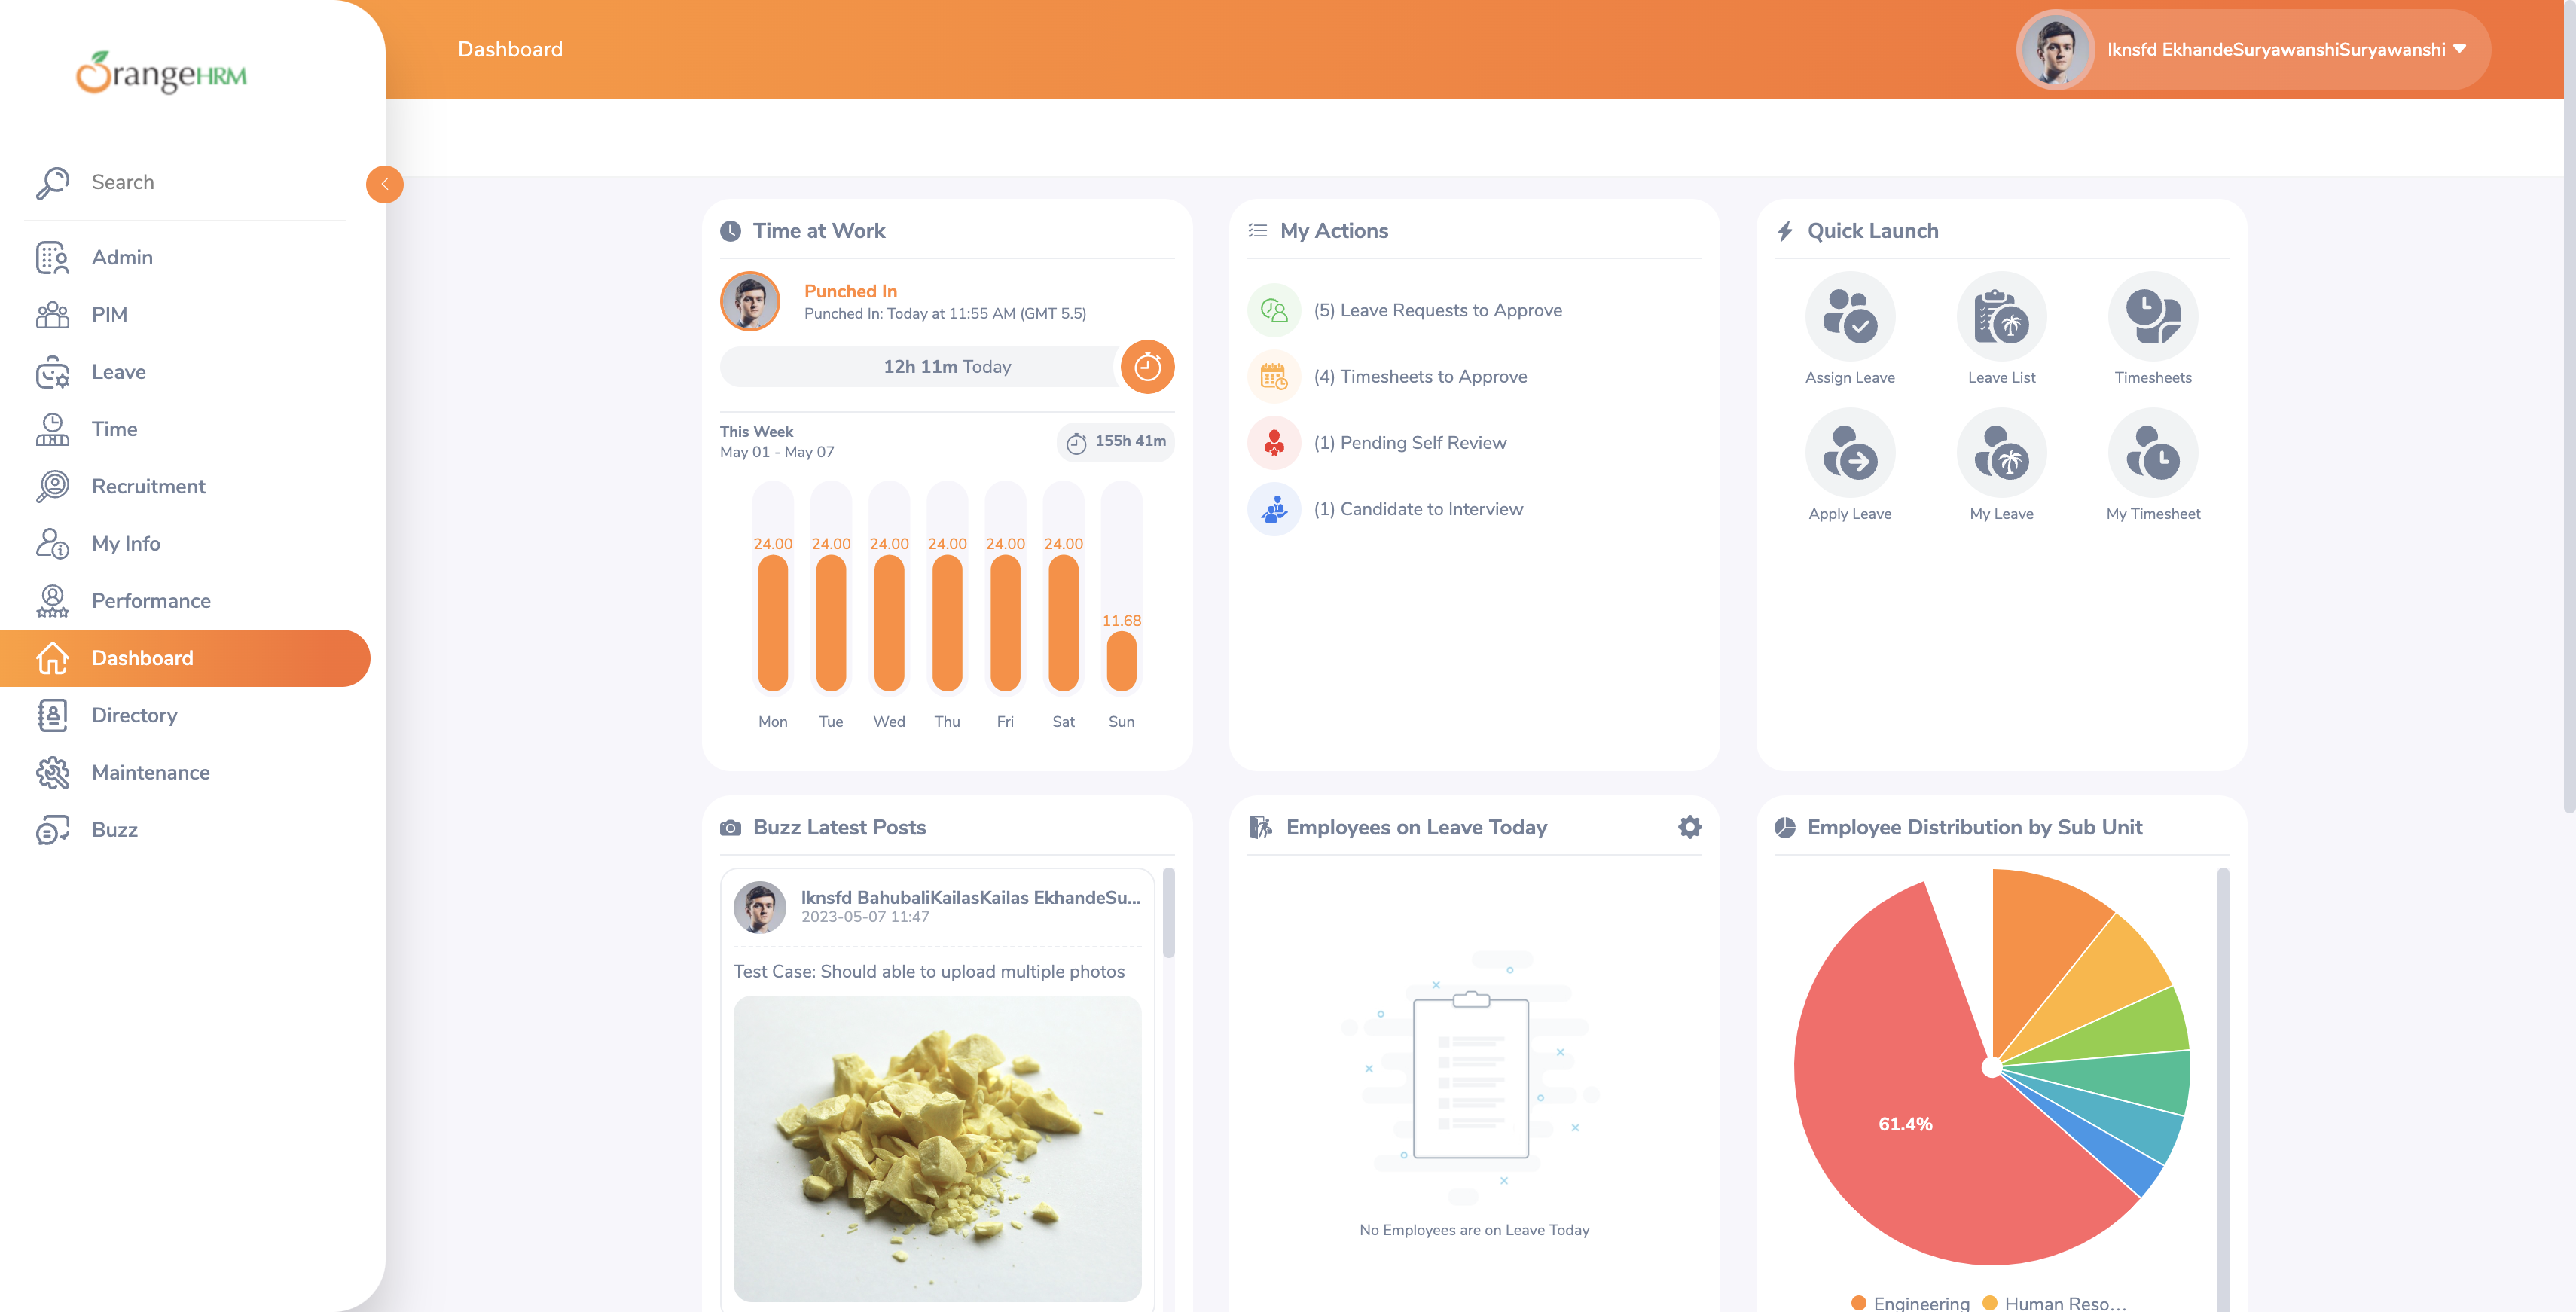 OrangeHRM
Search
Admin
PIM
Leave
Time
Recruitment
My Info
Performance
Dashboard
Directory
Maintenance
Buzz
Dashboard
lknsfd EkhandeSuryawanshiSuryawanshi
Time at Work
Punched In
Punched In: Today at 11:55 AM (GMT 5.5)
12h 11m Today
This Week
May 01 - May 07
155h 41m
24.00 24.00 24.00 24.00 24.00 24.00
11.68
Mon Tue Wed Thu Fri Sat Sun
My Actions
(5) Leave Requests to Approve
(4) Timesheets to Approve
(1) Pending Self Review
(1) Candidate to Interview
Quick Launch
Assign Leave Leave List Timesheets
Apply Leave My Leave My Timesheet
Buzz Latest Posts
lknsfd BahubaliKailasKailas EkhandeSu...
2023-05-07 11:47
Test Case: Should able to upload multiple photos
Employees on Leave Today
No Employees are on Leave Today
Employee Distribution by Sub Unit
61.4%
Engineering Human Reso...